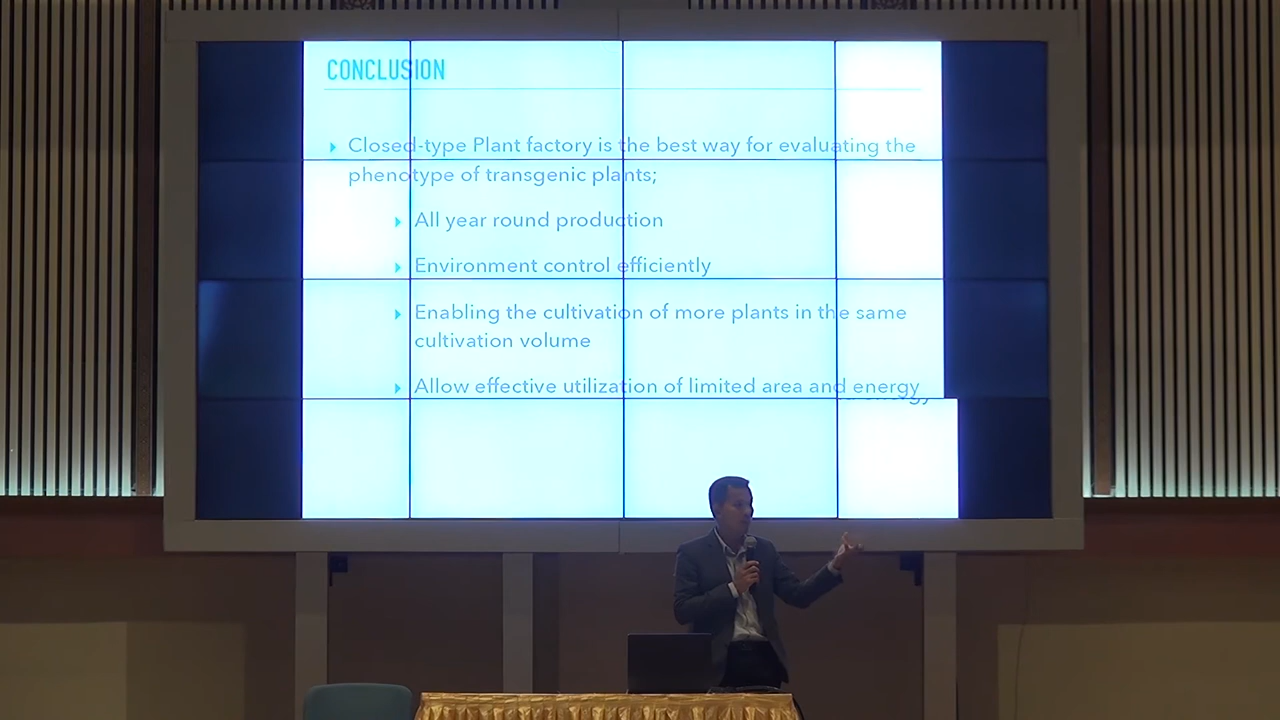 CONCLUSION
Closed-type Plant factory is the best way for evaluating the
phenotype of transgenic plants;
All year round production
Environment control efficiently
Enabling the cultivation of more plants in the same
cultivation volume
Allow effective utilization of limited area and energy